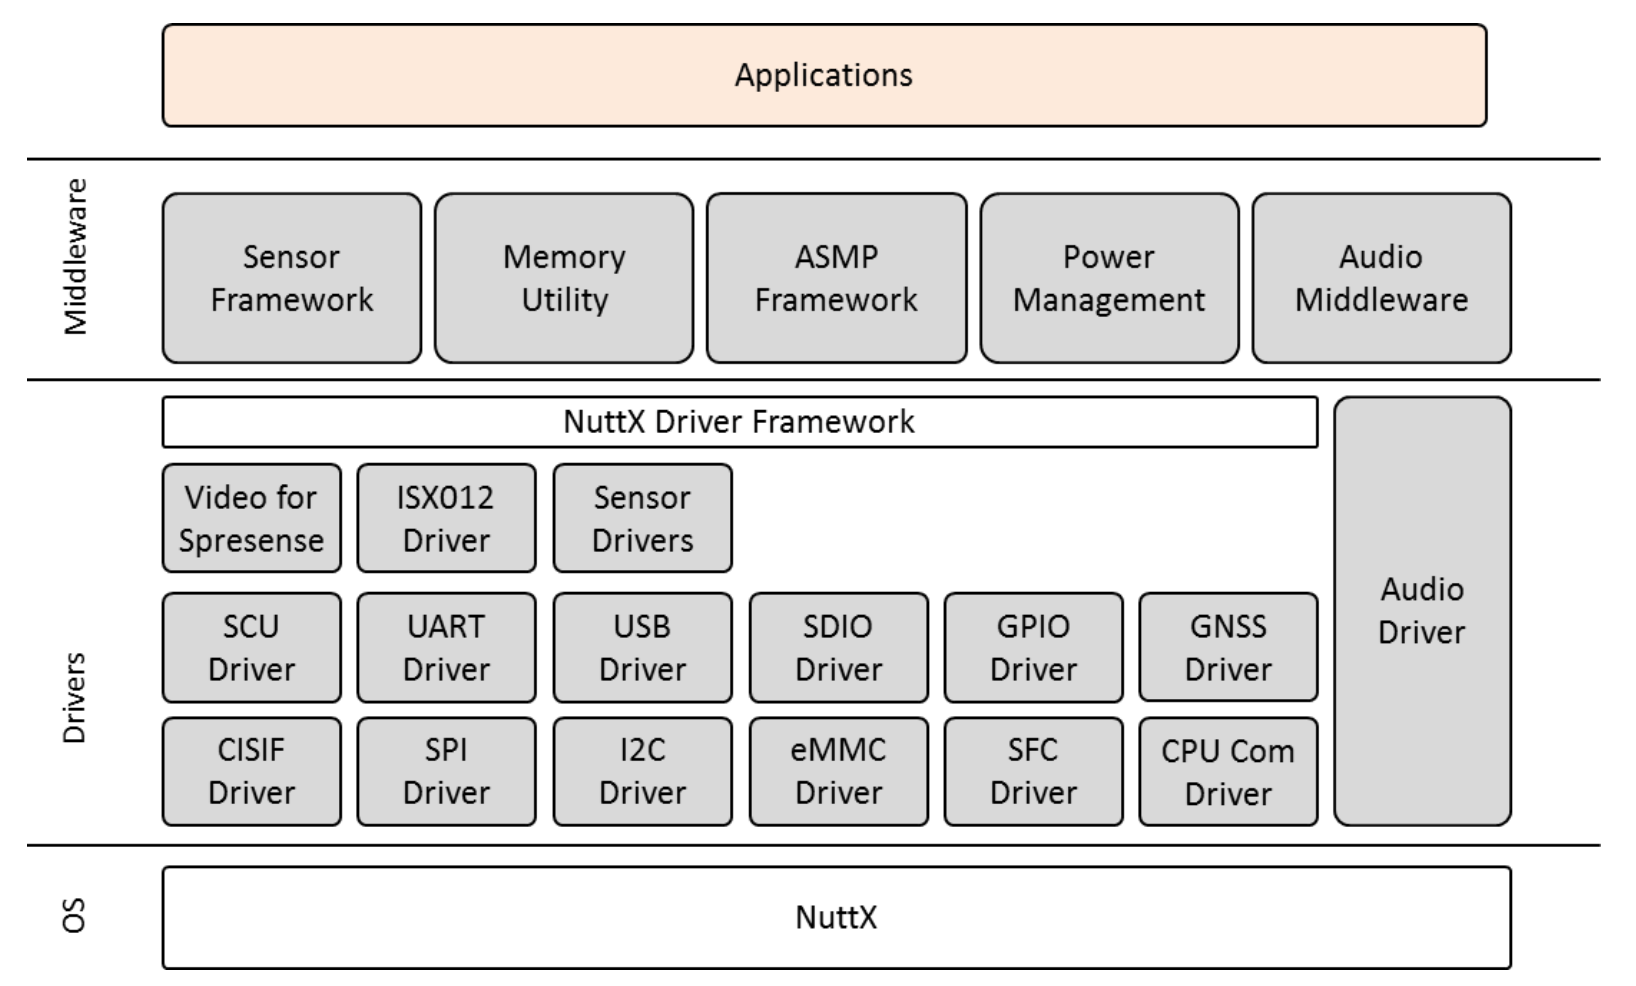 Applications
Middleware
Sensor
Framework
Memory
Utility
ASMP
Framework
Power
Management
Audio
Middleware
Drivers
NuttX Driver Framework
Video for
Spresense
ISX012
Driver
Sensor
Drivers
Audio
Driver
SCU
Driver
UART
Driver
USB
Driver
SDIO
Driver
GPIO
Driver
GNSS
Driver
CISIF
Driver
SPI
Driver
I2C
Driver
eMMC
Driver
SFC
Driver
CPU Com
Driver
OS
NuttX